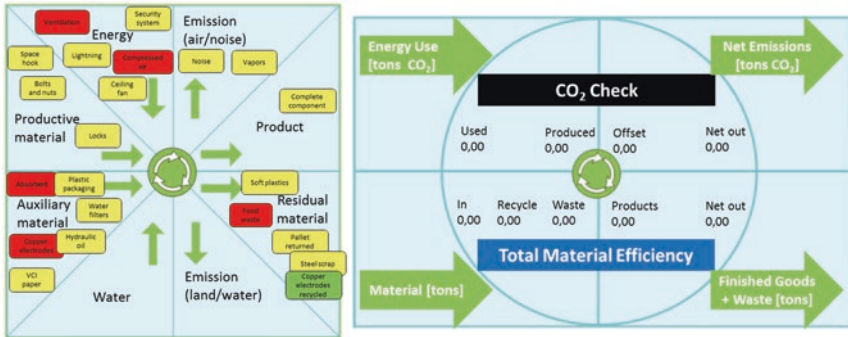 Ventilation
Security
system
Energy
Emission
(air/noise)
Space
hook
Lightning
Compressed
air
Noise
Vapors
Bolts
and nuts
Ceiling
fan
Complete
component
Productive
material
Locks
Product
Absorbent
Plastic
packaging
Soft plastics
Auxiliary
material
Water
filters
Food
waste
Residual
material
Copper
electrodes
Hydraulic
oil
Pallet
returned
Steel scrap
VCI
paper
Copper
electrodes
recycled
Water
Emission
(land/water)
Energy Use
[tons CO₂]
Net Emissions
[tons CO₂]
CO₂ Check
Used Produced Offset Net out
0,00 0,00 0,00 0,00
In Recycle Waste Products Net out
0,00 0,00 0,00 0,00 0,00
Total Material Efficiency
Material [tons]
Finished Goods
+ Waste [tons]